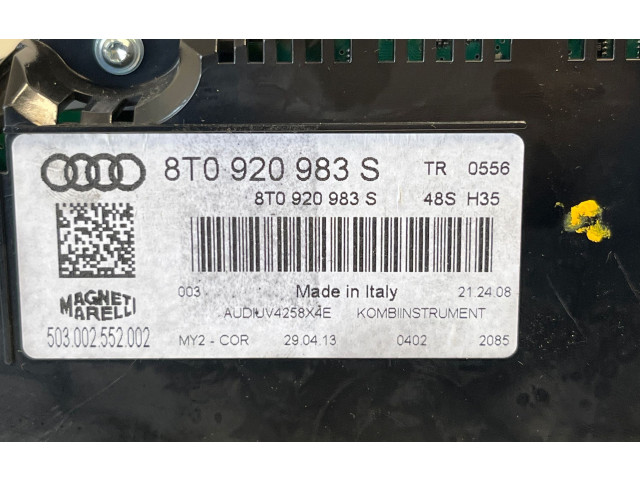 8T0 920 983 S TR 0556
8T0 920 983 S 48S H35
003 Made in Italy 21.24.08
MAGNETI
MARELLI
AUDIUV4258X4E KOMBIINSTRUMENT
503.002.552.002 MY2 - COR 29.04.13 0402 2085